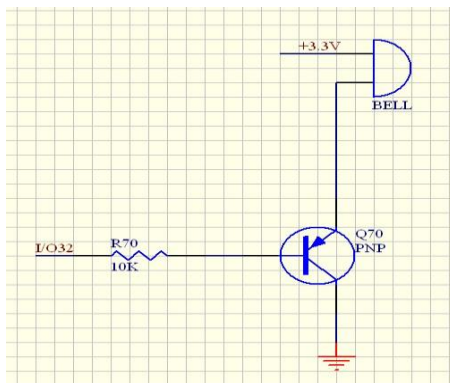 +3.3V
BELL
Q70
PNP
I/O32
R70
10K